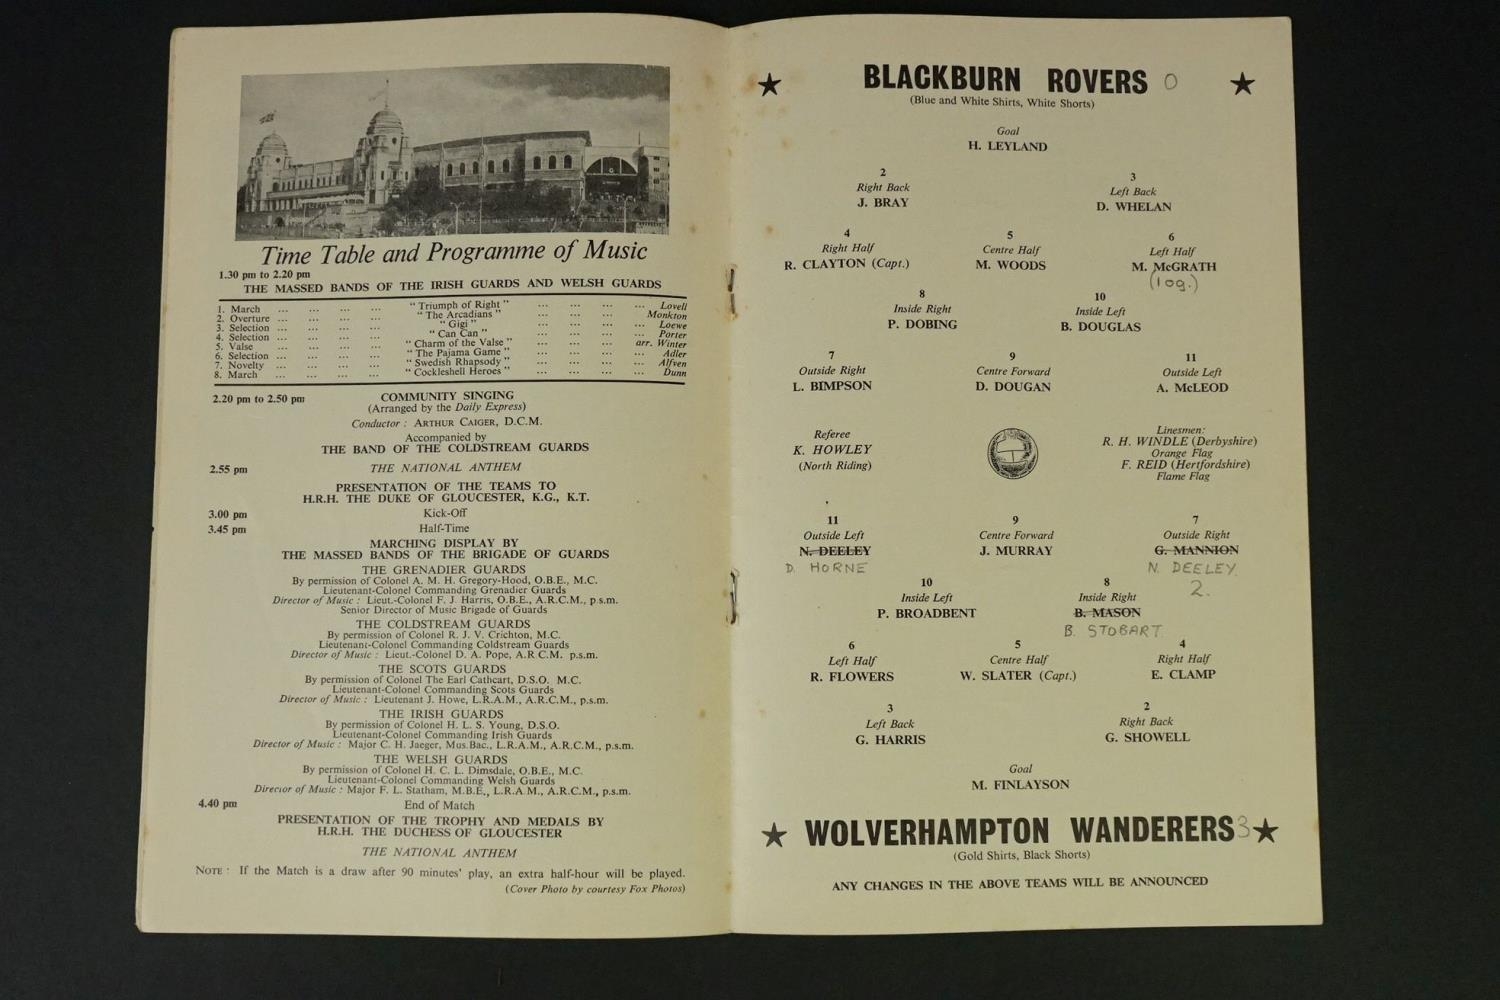 Time Table and Programme of Music
1.30 pm to 2.20 pm
THE MASSED BANDS OF THE IRISH GUARDS AND WELSH GUARDS
1. March ... ... ... ... "Triumph of Right" ... ... ... ... Lovell
2. Overture ... ... ... ... "The Arcadians" ... ... ... ... Monkton
3. Selection ... ... ... ... "Gigi" ... ... ... ... Loewe
4. Selection ... ... ... ... "Can Can" ... ... ... ... Porter
5. Valse ... ... ... ... "Charm of the Valse" ... ... ... arr. Winter
6. Selection ... ... ... ... "The Pajama Game" ... ... ... ... Adler
7. Novelty ... ... ... ... "Swedish Rhapsody" ... ... ... ... Alfven
8. March ... ... ... ... "Cockleshell Heroes" ... ... ... ... Dunn
2.20 pm to 2.50 pm COMMUNITY SINGING
(Arranged by the Daily Express)
Conductor : ARTHUR CAIGER, D.C.M.
Accompanied by
THE BAND OF THE COLDSTREAM GUARDS
2.55 pm THE NATIONAL ANTHEM
PRESENTATION OF THE TEAMS TO
H.R.H. THE DUKE OF GLOUCESTER, K.G., K.T.
3.00 pm Kick-Off
3.45 pm Half-Time
MARCHING DISPLAY BY
THE MASSED BANDS OF THE BRIGADE OF GUARDS
THE GRENADIER GUARDS
By permission of Colonel A. M. H. Gregory-Hood, O.B.E., M.C.
Lieutenant-Colonel Commanding Grenadier Guards
Director of Music : Lieut.-Colonel F. J. Harris, O.B.E., A.R.C.M., p.s.m.
Senior Director of Music Brigade of Guards
THE COLDSTREAM GUARDS
By permission of Colonel R. J. V. Crichton, M.C.
Lieutenant-Colonel Commanding Coldstream Guards
Director of Music : Lieut.-Colonel D. A. Pope, A.R C.M. p.s.m.
THE SCOTS GUARDS
By permission of Colonel The Earl Cathcart, D.S.O. M.C.
Lieutenant-Colonel Commanding Scots Guards
Director of Music : Lieutenant J. Howe, L.R.A.M., A.R.C.M., p.s.m.
THE IRISH GUARDS
By permission of Colonel H. L. S. Young, D.S.O.
Lieutenant-Colonel Commanding Irish Guards
Director of Music : Major C. H. Jaeger, Mus.Bac., L.R.A.M., A.R.C.M., p.s.m.
THE WELSH GUARDS
By permission of Colonel H. C. L. Dimsdale, O.B.E., M.C.
Lieutenant-Colonel Commanding Welsh Guards
Director of Music : Major F. L. Statham, M.B.E., L.R.A.M., A.R.C.M., p.s.m.
4.40 pm End of Match
PRESENTATION OF THE TROPHY AND MEDALS BY
H.R.H. THE DUCHESS OF GLOUCESTER
THE NATIONAL ANTHEM
NOTE : If the Match is a draw after 90 minutes' play, an extra half-hour will be played.
(Cover Photo by courtesy Fox Photos)
★ BLACKBURN ROVERS 0 ★
(Blue and White Shirts, White Shorts)
Goal
H. LEYLAND
2 3
Right Back Left Back
J. BRAY D. WHELAN
4 5 6
Right Half Centre Half Left Half
R. CLAYTON (Capt.) M. WOODS M. McGRATH
(1 og.)
8 10
Inside Right Inside Left
P. DOBING B. DOUGLAS
7 9 11
Outside Right Centre Forward Outside Left
L. BIMPSON D. DOUGAN A. McLEOD
Referee
K. HOWLEY
(North Riding)
Linesmen:
R. H. WINDLE (Derbyshire)
Orange Flag
F. REID (Hertfordshire)
Flame Flag
11 9 7
Outside Left Centre Forward Outside Right
N. DEELEY J. MURRAY G. MANNION
D. HORNE N. DEELEY
2.
10 8
Inside Left Inside Right
P. BROADBENT B. MASON
B. STOBART
6 5 4
Left Half Centre Half Right Half
R. FLOWERS W. SLATER (Capt.) E. CLAMP
3 2
Left Back Right Back
G. HARRIS G. SHOWELL
Goal
M. FINLAYSON
★ WOLVERHAMPTON WANDERERS 3 ★
(Gold Shirts, Black Shorts)
ANY CHANGES IN THE ABOVE TEAMS WILL BE ANNOUNCED